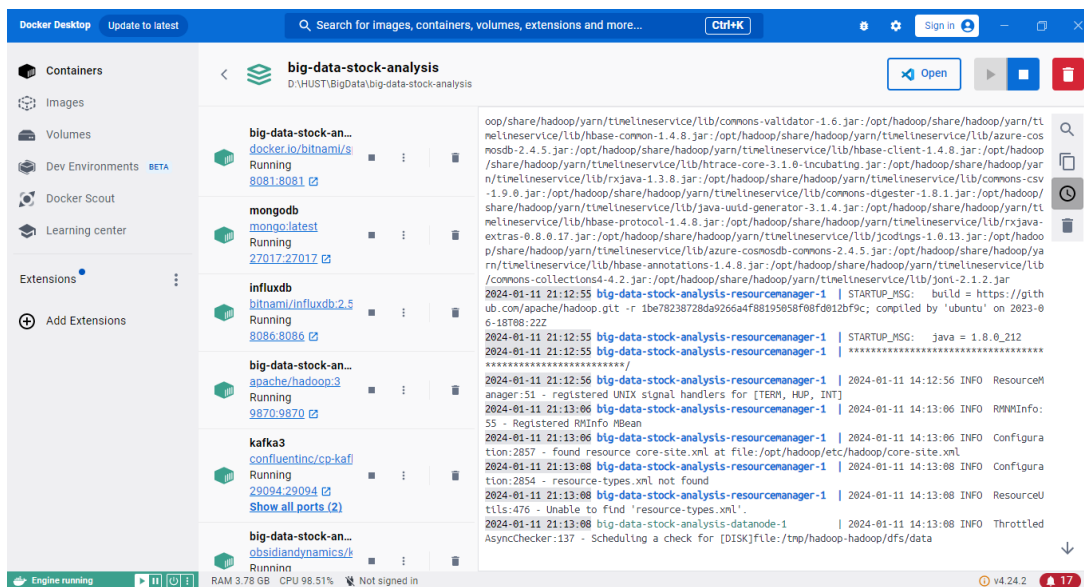 Docker Desktop Update to latest
Search for images, containers, volumes, extensions and more... Ctrl+K
Sign in
Containers
Images
Volumes
Dev Environments BETA
Docker Scout
Learning center
Extensions
Add Extensions
big-data-stock-analysis
D:\HUST\BigData\big-data-stock-analysis
Open
big-data-stock-an...
docker.io/bitnami/s
Running
8081:8081
mongodb
mongo:latest
Running
27017:27017
influxdb
bitnami/influxdb:2.5
Running
8086:8086
big-data-stock-an...
apache/hadoop:3
Running
9870:9870
kafka3
confluentinc/cp-kafl
Running
29094:29094
Show all ports (2)
big-data-stock-an...
obsidiandynamics/k
Running
oop/share/hadoop/yarn/timelineservice/lib/commons-validator-1.6.jar:/opt/hadoop/share/hadoop/yarn/ti
melineservice/lib/hbase-common-1.4.8.jar:/opt/hadoop/share/hadoop/yarn/timelineservice/lib/azure-cos
mosdb-2.4.5.jar:/opt/hadoop/share/hadoop/yarn/timelineservice/lib/hbase-client-1.4.8.jar:/opt/hadoop
/share/hadoop/yarn/timelineservice/lib/htrace-core-3.1.0-incubating.jar:/opt/hadoop/share/hadoop/yar
n/timelineservice/lib/rxjava-1.3.8.jar:/opt/hadoop/share/hadoop/yarn/timelineservice/lib/commons-csv
-1.9.0.jar:/opt/hadoop/share/hadoop/yarn/timelineservice/lib/commons-digester-1.8.1.jar:/opt/hadoop/
share/hadoop/yarn/timelineservice/lib/java-uuid-generator-3.1.4.jar:/opt/hadoop/share/hadoop/yarn/ti
melineservice/lib/hbase-protocol-1.4.8.jar:/opt/hadoop/share/hadoop/yarn/timelineservice/lib/rxjava-
extras-0.8.0.17.jar:/opt/hadoop/share/hadoop/yarn/timelineservice/lib/jcodings-1.0.13.jar:/opt/hadoo
p/share/hadoop/yarn/timelineservice/lib/azure-cosmosdb-commons-2.4.5.jar:/opt/hadoop/share/hadoop/ya
rn/timelineservice/lib/hbase-annotations-1.4.8.jar:/opt/hadoop/share/hadoop/yarn/timelineservice/lib
/commons-collections4-4.2.jar:/opt/hadoop/share/hadoop/yarn/timelineservice/lib/joni-2.1.2.jar
2024-01-11 21:12:55 big-data-stock-analysis-resourcemanager-1 | STARTUP_MSG: build = https://gith
ub.com/apache/hadoop.git -r 1be78238728da9266a4f88195058f08fd012bf9c; compiled by 'ubuntu' on 2023-0
6-18T08:22Z
2024-01-11 21:12:55 big-data-stock-analysis-resourcemanager-1 | STARTUP_MSG: java = 1.8.0_212
2024-01-11 21:12:55 big-data-stock-analysis-resourcemanager-1 | ***********************************
*************************/
2024-01-11 21:12:56 big-data-stock-analysis-resourcemanager-1 | 2024-01-11 14:12:56 INFO ResourceM
anager:51 - registered UNIX signal handlers for [TERM, HUP, INT]
2024-01-11 21:13:06 big-data-stock-analysis-resourcemanager-1 | 2024-01-11 14:13:06 INFO RMNMInfo:
55 - Registered RMInfo MBean
2024-01-11 21:13:06 big-data-stock-analysis-resourcemanager-1 | 2024-01-11 14:13:06 INFO Configura
tion:2857 - found resource core-site.xml at file:/opt/hadoop/etc/hadoop/core-site.xml
2024-01-11 21:13:08 big-data-stock-analysis-resourcemanager-1 | 2024-01-11 14:13:08 INFO Configura
tion:2854 - resource-types.xml not found
2024-01-11 21:13:08 big-data-stock-analysis-resourcemanager-1 | 2024-01-11 14:13:08 INFO ResourceU
tils:476 - Unable to find 'resource-types.xml'.
2024-01-11 21:13:08 big-data-stock-analysis-datanode-1 | 2024-01-11 14:13:08 INFO Throttled
AsyncChecker:137 - Scheduling a check for [DISK]file:/tmp/hadoop-hadoop/dfs/data
Engine running RAM 3.78 GB CPU 98.51% Not signed in v4.24.2 17